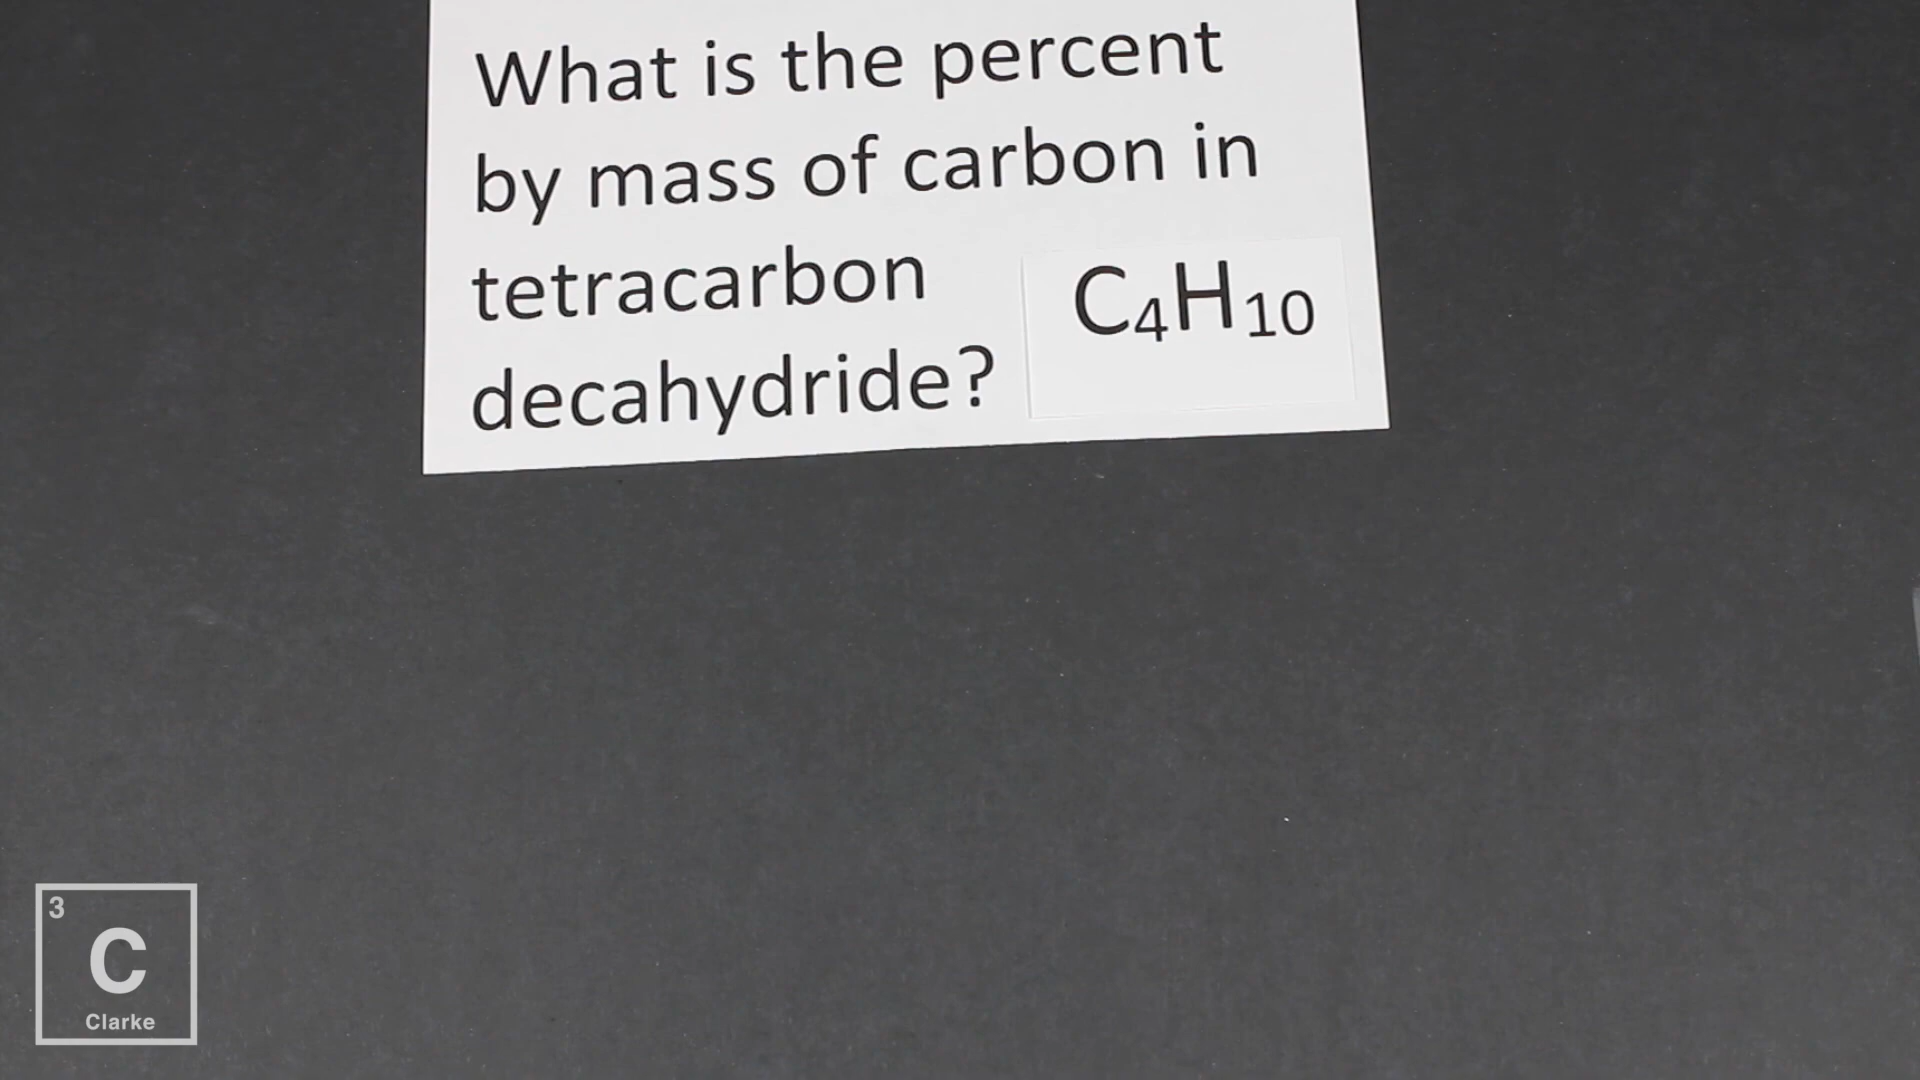 What is the percent
by mass of carbon in
tetracarbon
decahydride?
C₄H₁₀
3
C
Clarke